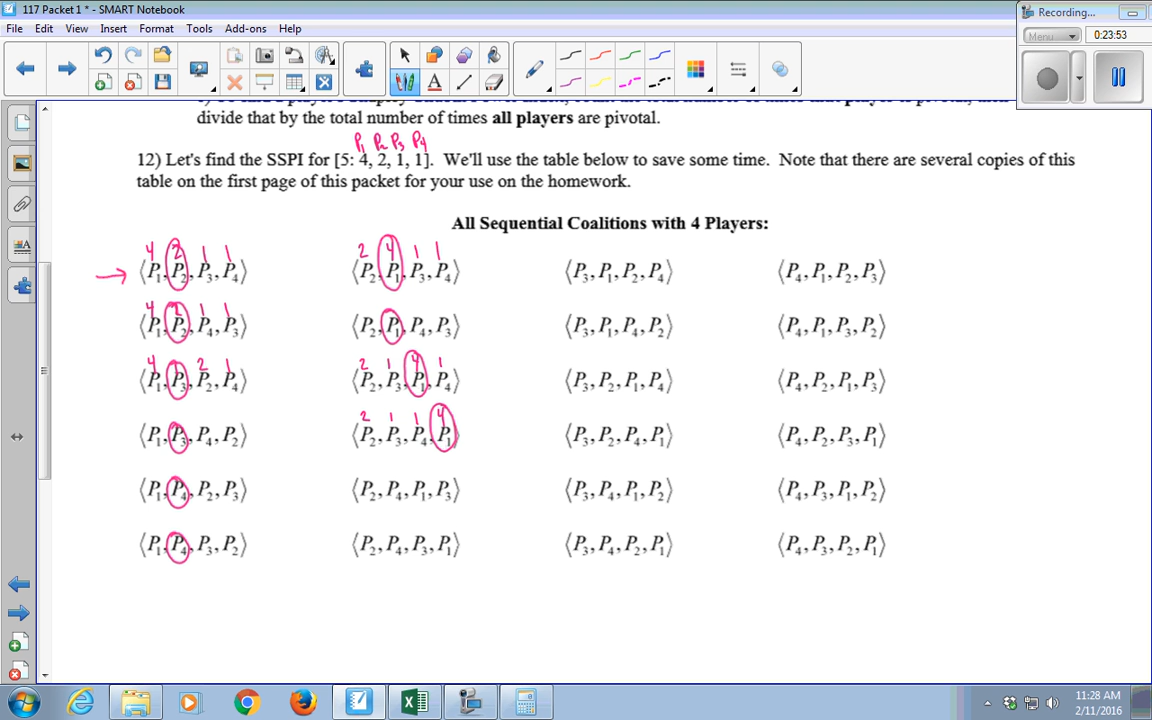 117 Packet 1 * - SMART Notebook
Recording...
File Edit View Insert Format Tools Add-ons Help
Menu
0:23:53
divide that by the total number of times all players are pivotal.
P1 P2 P3 P4
12) Let's find the SSPI for [5: 4, 2, 1, 1]. We'll use the table below to save some time. Note that there are several copies of this
table on the first page of this packet for your use on the homework.
All Sequential Coalitions with 4 Players:
4 2 1 1 2 4 1 1
⟨P1, P2, P3, P4⟩ ⟨P2, P1, P3, P4⟩ ⟨P3, P1, P2, P4⟩ ⟨P4, P1, P2, P3⟩
4 2 1 1
⟨P1, P2, P4, P3⟩ ⟨P2, P1, P4, P3⟩ ⟨P3, P1, P4, P2⟩ ⟨P4, P1, P3, P2⟩
4 1 2 1 2 1 4 1
⟨P1, P3, P2, P4⟩ ⟨P2, P3, P1, P4⟩ ⟨P3, P2, P1, P4⟩ ⟨P4, P2, P1, P3⟩
2 1 1 4
⟨P1, P3, P4, P2⟩ ⟨P2, P3, P4, P1⟩ ⟨P3, P2, P4, P1⟩ ⟨P4, P2, P3, P1⟩
⟨P1, P4, P2, P3⟩ ⟨P2, P4, P1, P3⟩ ⟨P3, P4, P1, P2⟩ ⟨P4, P3, P1, P2⟩
⟨P1, P4, P3, P2⟩ ⟨P2, P4, P3, P1⟩ ⟨P3, P4, P2, P1⟩ ⟨P4, P3, P2, P1⟩
11:28 AM
2/11/2016